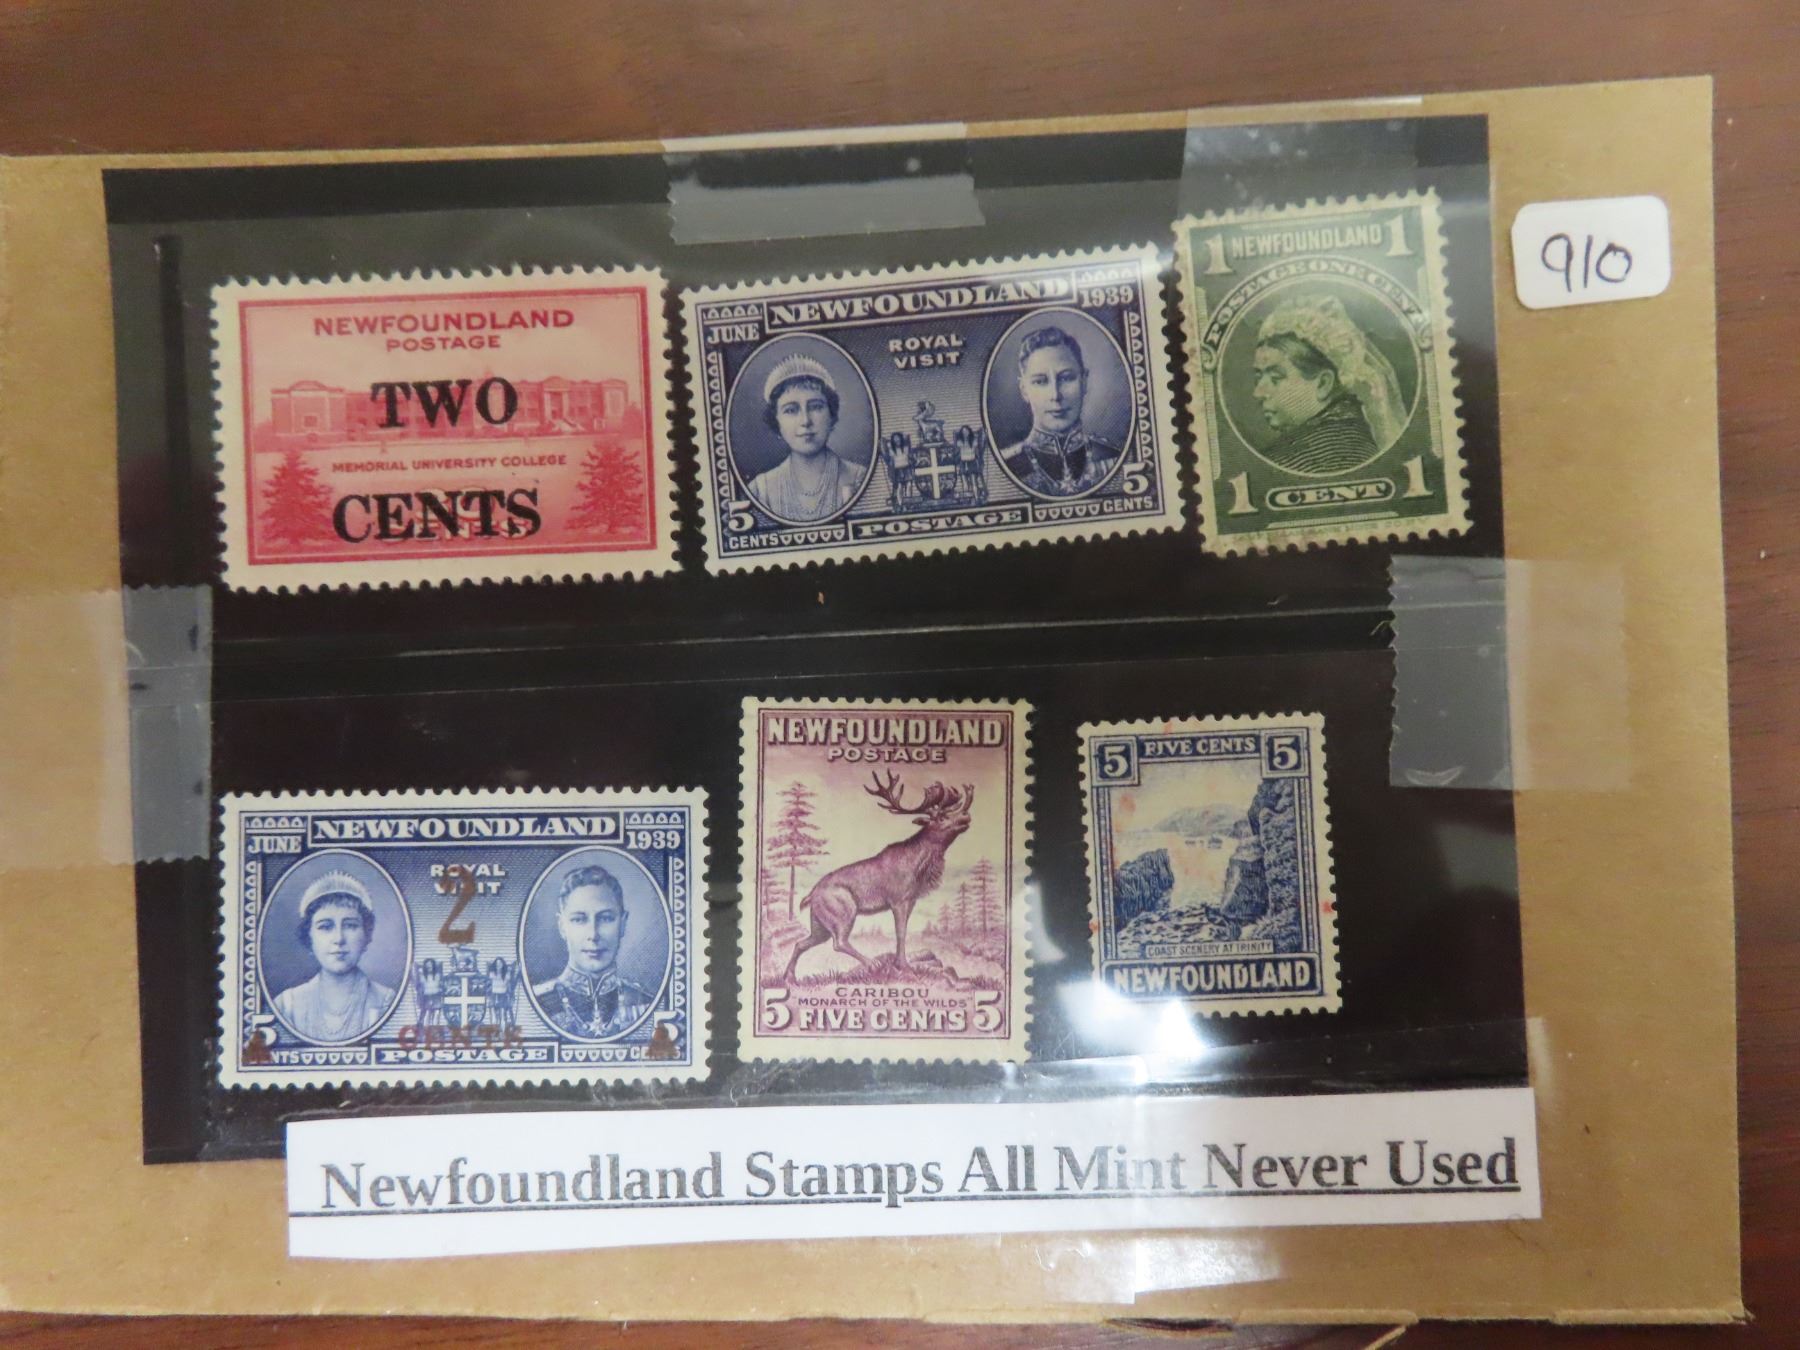 NEWFOUNDLAND
POSTAGE
TWO
MEMORIAL UNIVERSITY COLLEGE
CENTS
JUNE NEWFOUNDLAND 1939
ROYAL
VISIT
5 5
CENTS POSTAGE CENTS
1 NEWFOUNDLAND 1
POSTAGE ONE CENT
1 CENT 1
910
JUNE NEWFOUNDLAND 1939
ROYAL
VISIT
2
CENTS
5 5
POSTAGE
NEWFOUNDLAND
POSTAGE
CARIBOU
"MONARCH OF THE WILDS"
5 FIVE CENTS 5
5 FIVE CENTS 5
COAST SCENERY AT TRINITY
NEWFOUNDLAND
Newfoundland Stamps All Mint Never Used